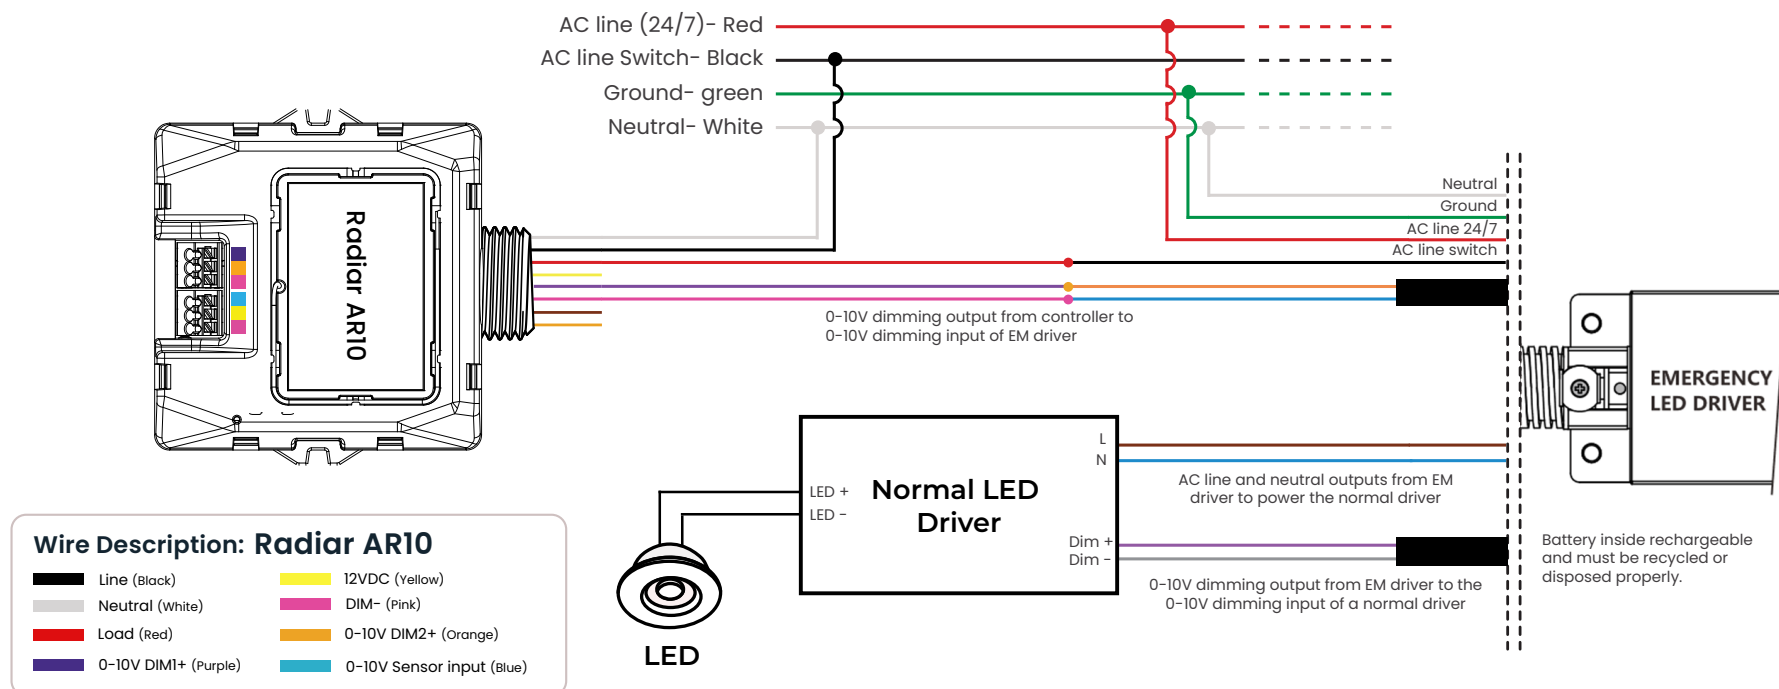 AC line (24/7)- Red
AC line Switch- Black
Ground- green
Neutral- White
Neutral
Ground
AC line 24/7
AC line switch
Radiar AR10
0-10V dimming output from controller to
0-10V dimming input of EM driver
EMERGENCY
LED DRIVER
L
N
AC line and neutral outputs from EM
driver to power the normal driver
LED +
LED -
Normal LED
Driver
Dim +
Dim -
0-10V dimming output from EM driver to the
0-10V dimming input of a normal driver
Battery inside rechargeable
and must be recycled or
disposed properly.
LED
Wire Description: Radiar AR10
Line (Black)
Neutral (White)
Load (Red)
0-10V DIM1+ (Purple)
12VDC (Yellow)
DIM- (Pink)
0-10V DIM2+ (Orange)
0-10V Sensor input (Blue)